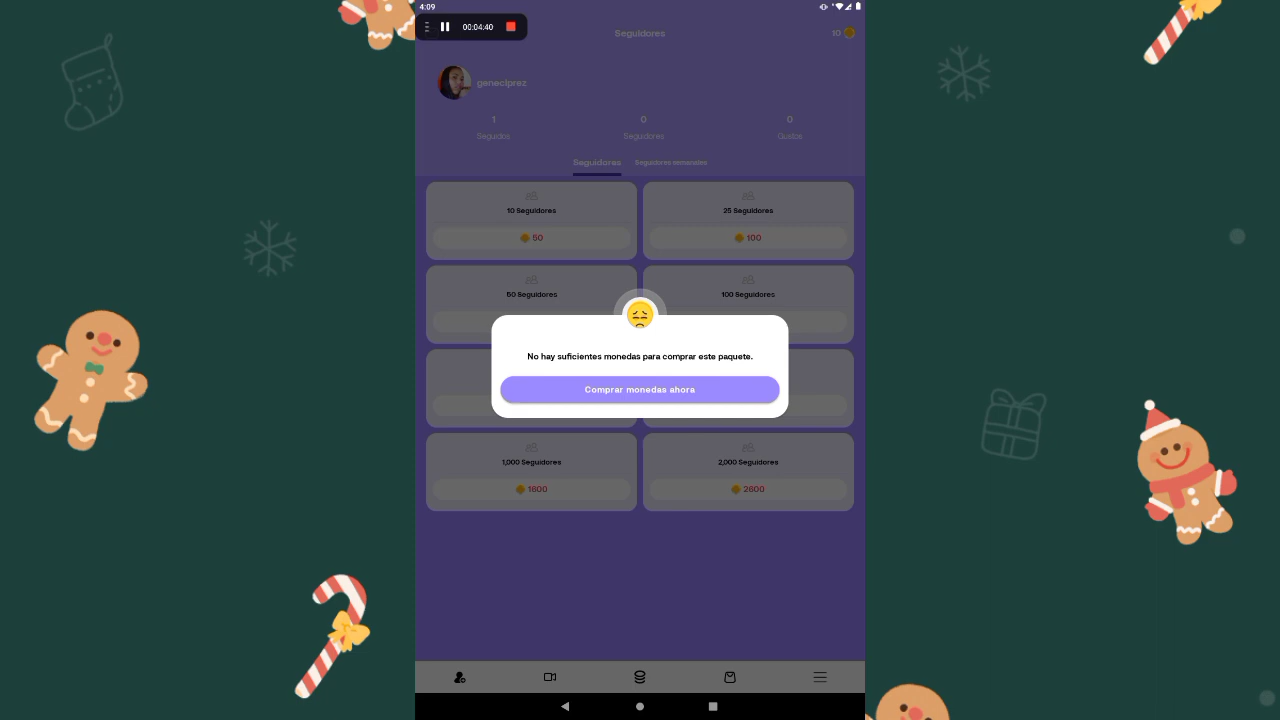 4:09
00:04:40
Seguidores
10
geneciprez
1
0
0
Seguidos
Seguidores
Gustos
Seguidores
Seguidores semanales
10 Seguidores
25 Seguidores
50
100
50 Seguidores
100 Seguidores
No hay suficientes monedas para comprar este paquete.
Comprar monedas ahora
1,000 Seguidores
2,000 Seguidores
1600
2600